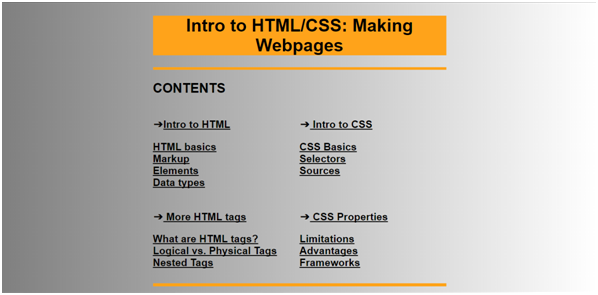 Intro to HTML/CSS: Making
Webpages
CONTENTS
➔Intro to HTML
HTML basics
Markup
Elements
Data types
➔ Intro to CSS
CSS Basics
Selectors
Sources
➔ More HTML tags
What are HTML tags?
Logical vs. Physical Tags
Nested Tags
➔ CSS Properties
Limitations
Advantages
Frameworks